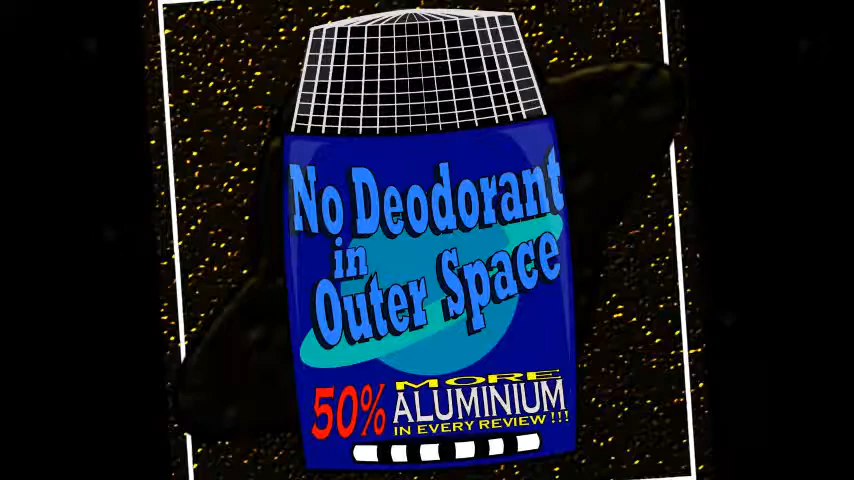 No Deodorant
in
Outer Space
50% MORE
ALUMINIUM
IN EVERY REVIEW !!!